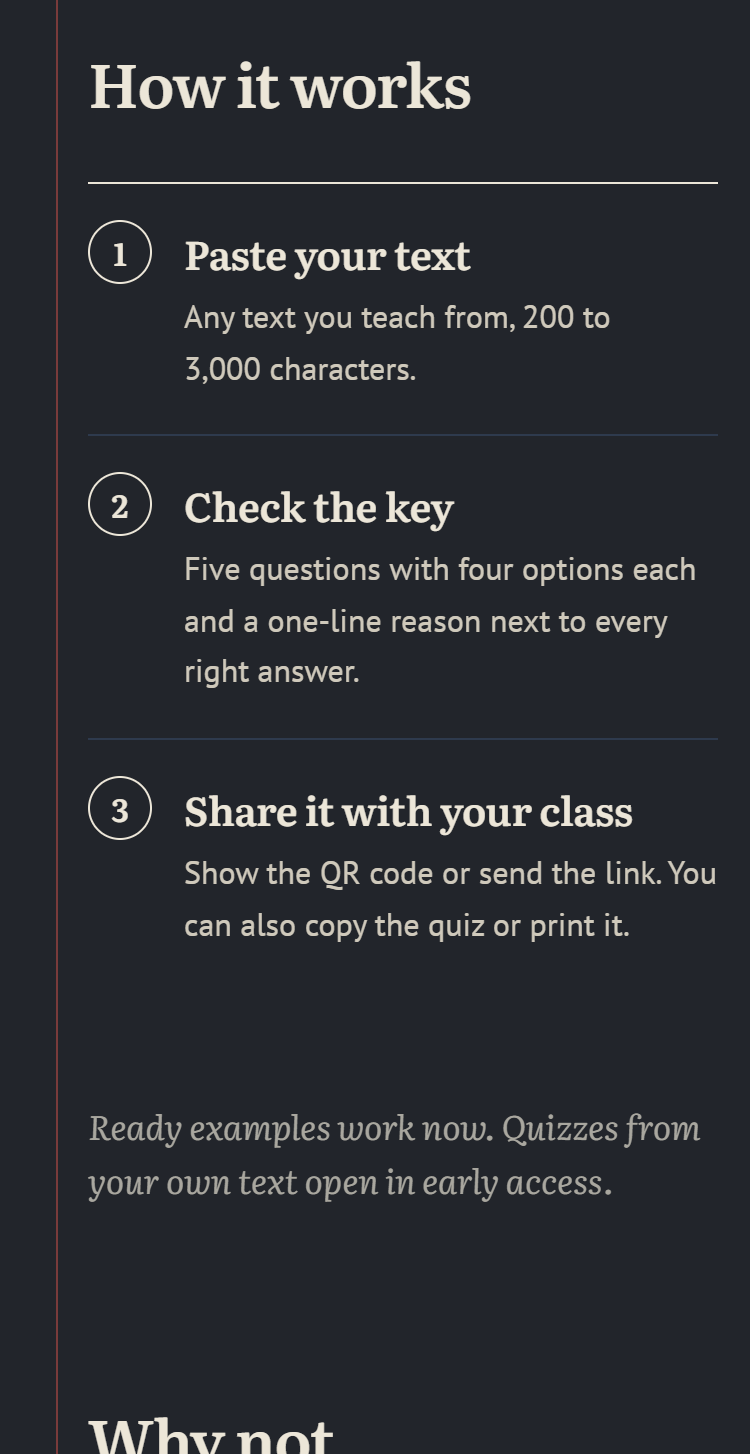 How it works
1
Paste your text
Any text you teach from, 200 to
3,000 characters.
2
Check the key
Five questions with four options each
and a one-line reason next to every
right answer.
3
Share it with your class
Show the QR code or send the link. You
can also copy the quiz or print it.
Ready examples work now. Quizzes from
your own text open in early access.
Why not